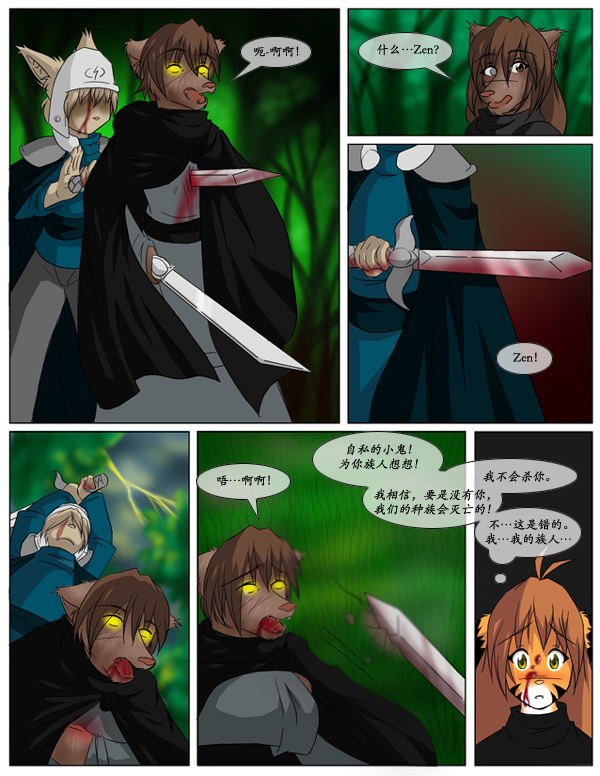 呃-啊啊！
什么…Zen?
Zen！
唔…啊啊！
自私的小鬼！
为你族人想想！
我相信，要是没有你，
我们的种族会灭亡的！
我不会杀你。
不…这是错的。
我…我的族人…